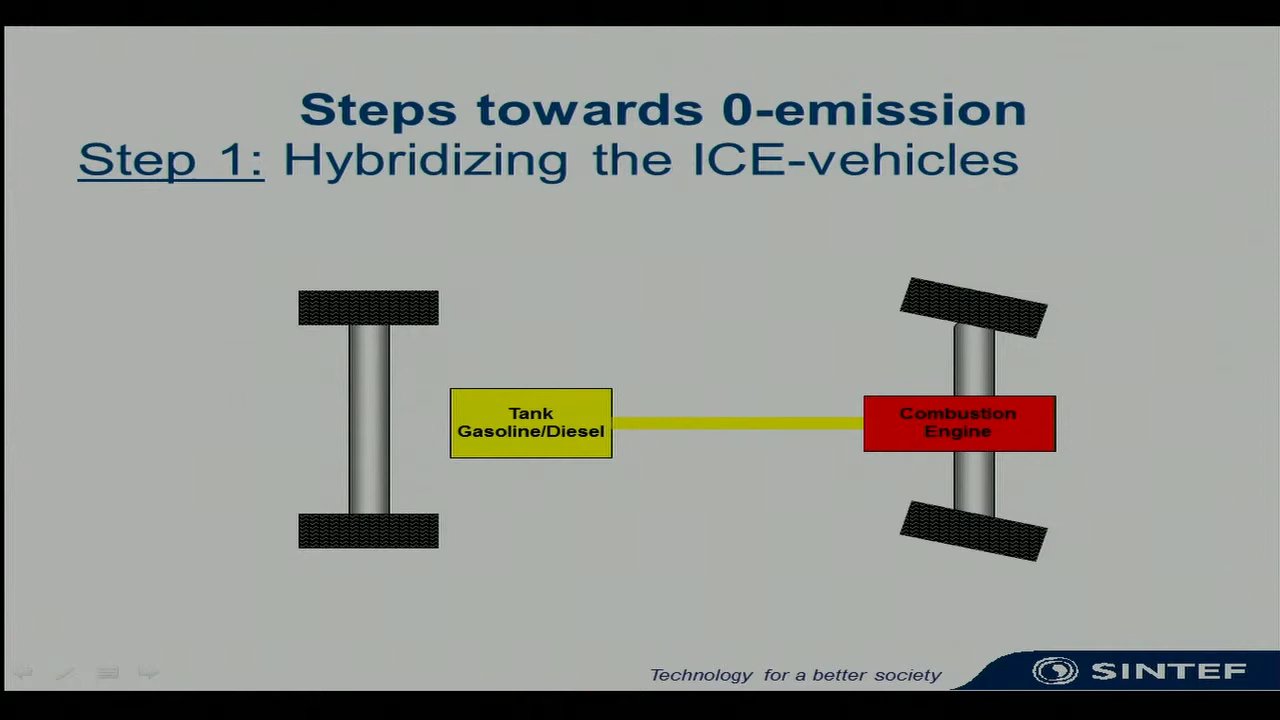 Steps towards 0-emission
Step 1: Hybridizing the ICE-vehicles
Tank
Gasoline/Diesel
Combustion
Engine
Technology for a better society
SINTEF